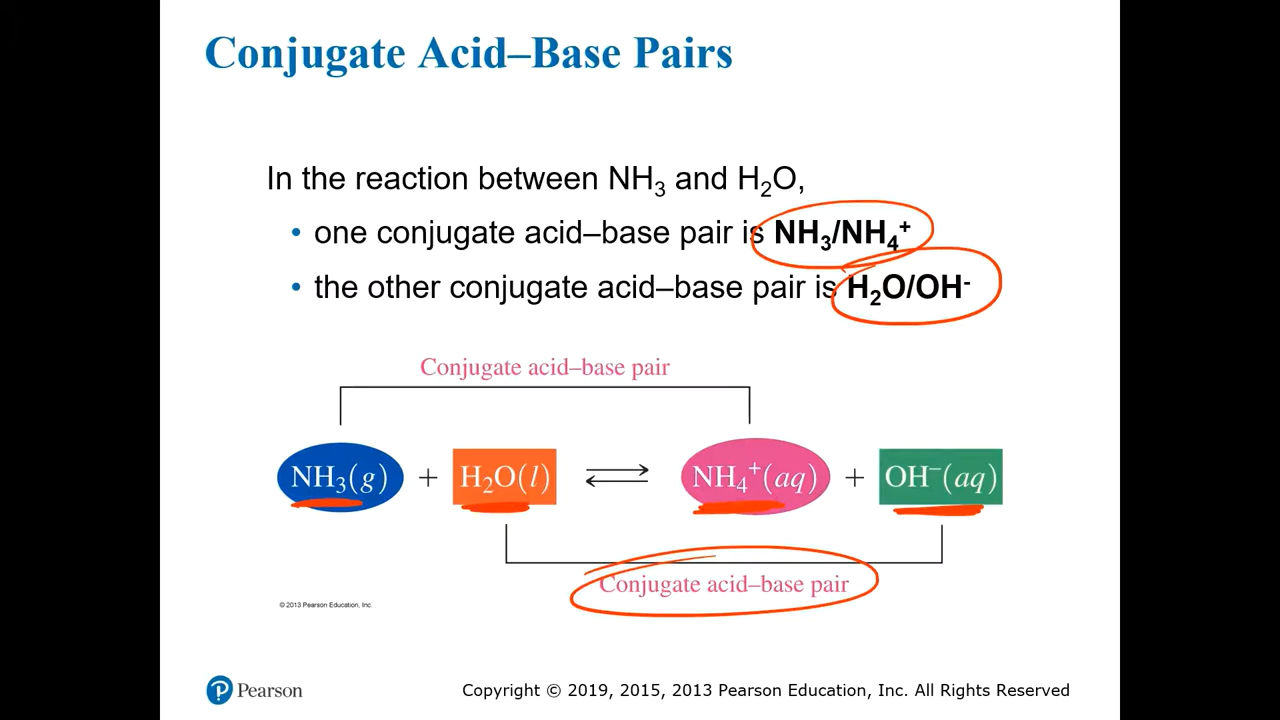 Conjugate Acid–Base Pairs
In the reaction between NH₃ and H₂O,
• one conjugate acid–base pair is NH₃/NH₄⁺
• the other conjugate acid–base pair is H₂O/OH⁻
Conjugate acid–base pair
NH₃(g) + H₂O(l) ⇌ NH₄⁺(aq) + OH⁻(aq)
Conjugate acid–base pair
© 2013 Pearson Education, Inc.
Pearson
Copyright © 2019, 2015, 2013 Pearson Education, Inc. All Rights Reserved